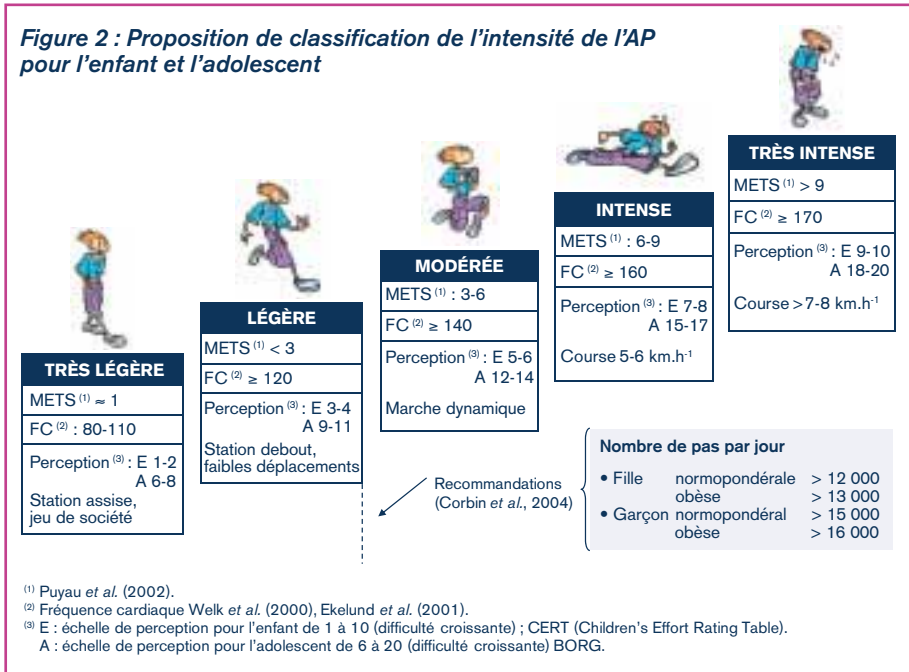 Figure 2 : Proposition de classification de l'intensité de l'AP
pour l'enfant et l'adolescent
TRÈS LÉGÈRE
METS (1) ≈ 1
FC (2) : 80-110
Perception (3) : E 1-2
A 6-8
Station assise,
jeu de société
LÉGÈRE
METS (1) < 3
FC (2) ≥ 120
Perception (3) : E 3-4
A 9-11
Station debout,
faibles déplacements
MODÉRÉE
METS (1) : 3-6
FC (2) ≥ 140
Perception (3) : E 5-6
A 12-14
Marche dynamique
INTENSE
METS (1) : 6-9
FC (2) ≥ 160
Perception (3) : E 7-8
A 15-17
Course 5-6 km.h-1
TRÈS INTENSE
METS (1) > 9
FC (2) ≥ 170
Perception (3) : E 9-10
A 18-20
Course >7-8 km.h-1
Recommandations
(Corbin et al., 2004)
Nombre de pas par jour
• Fille normopondérale > 12 000
obèse > 13 000
• Garçon normopondéral > 15 000
obèse > 16 000
(1) Puyau et al. (2002).
(2) Fréquence cardiaque Welk et al. (2000), Ekelund et al. (2001).
(3) E : échelle de perception pour l'enfant de 1 à 10 (difficulté croissante) ; CERT (Children's Effort Rating Table).
A : échelle de perception pour l'adolescent de 6 à 20 (difficulté croissante) BORG.